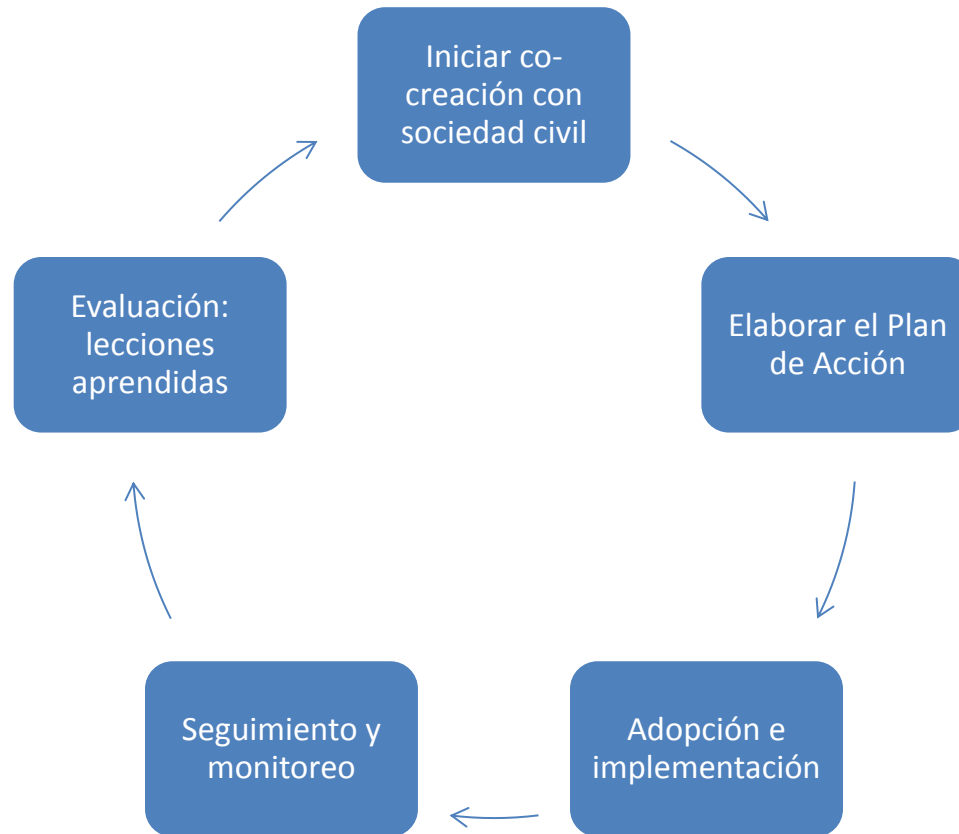 Iniciar co-
creación con
sociedad civil
Elaborar el Plan
de Acción
Adopción e
implementación
Seguimiento y
monitoreo
Evaluación:
lecciones
aprendidas